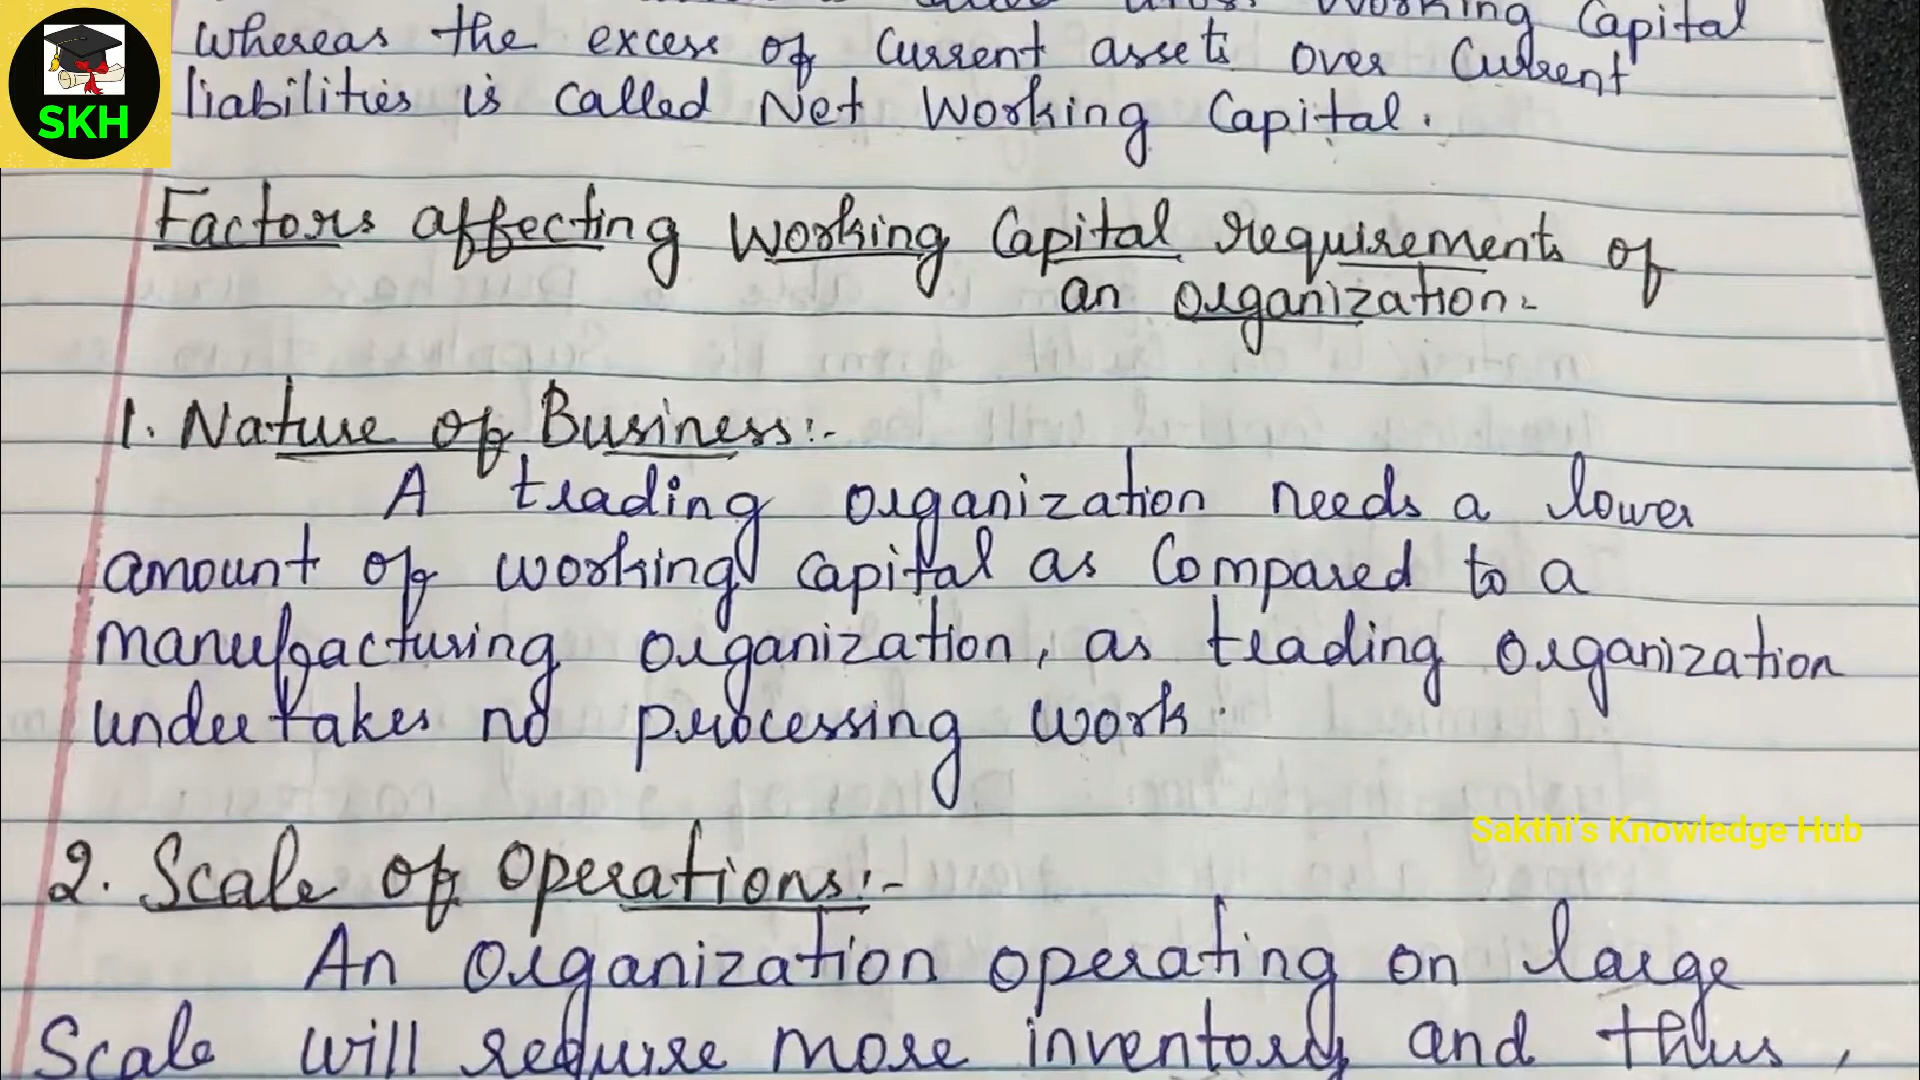 Working Capital
whereas the excess of Current assets over Current
liabilities is called Net Working Capital.
SKH
Factors affecting Working Capital requirements of
an organization:-
1. Nature of Business:-
A trading organization needs a lower
amount of working capital as Compared to a
manufacturing organization, as trading organization
undertakes no processing work.
Sakthi's Knowledge Hub
2. Scale of Operations:-
An Organization operating on large
Scale will require more inventory and thus,